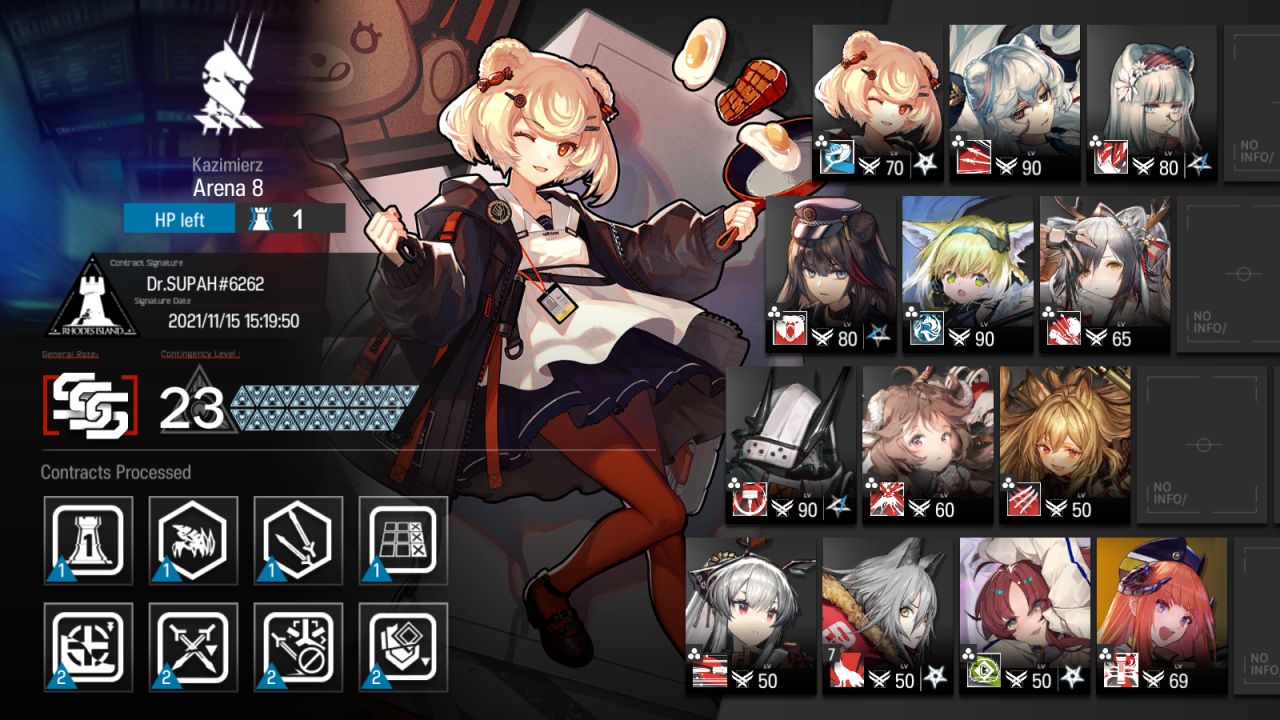 Kazimierz
Arena 8
HP left 1
Contract Signature
Dr.SUPAH#6262
Signature Date
2021/11/15 15:19:50
RHODES ISLAND
General Rate:
Contingency Level :
23
Contracts Processed
1
1 1 1 1
2 2 2 2
LV 70
LV 90
LV 80
NO INFO/
LV 80
LV 90
LV 65
NO INFO/
LV 90
LV 60
LV 50
NO INFO/
LV 50
7 LV 50
LV 50
LV 69
NO INFO